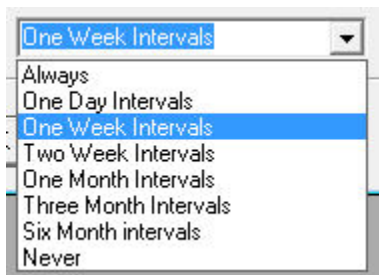 One Week Intervals
Always
One Day Intervals
One Week Intervals
Two Week Intervals
One Month Intervals
Three Month Intervals
Six Month intervals
Never